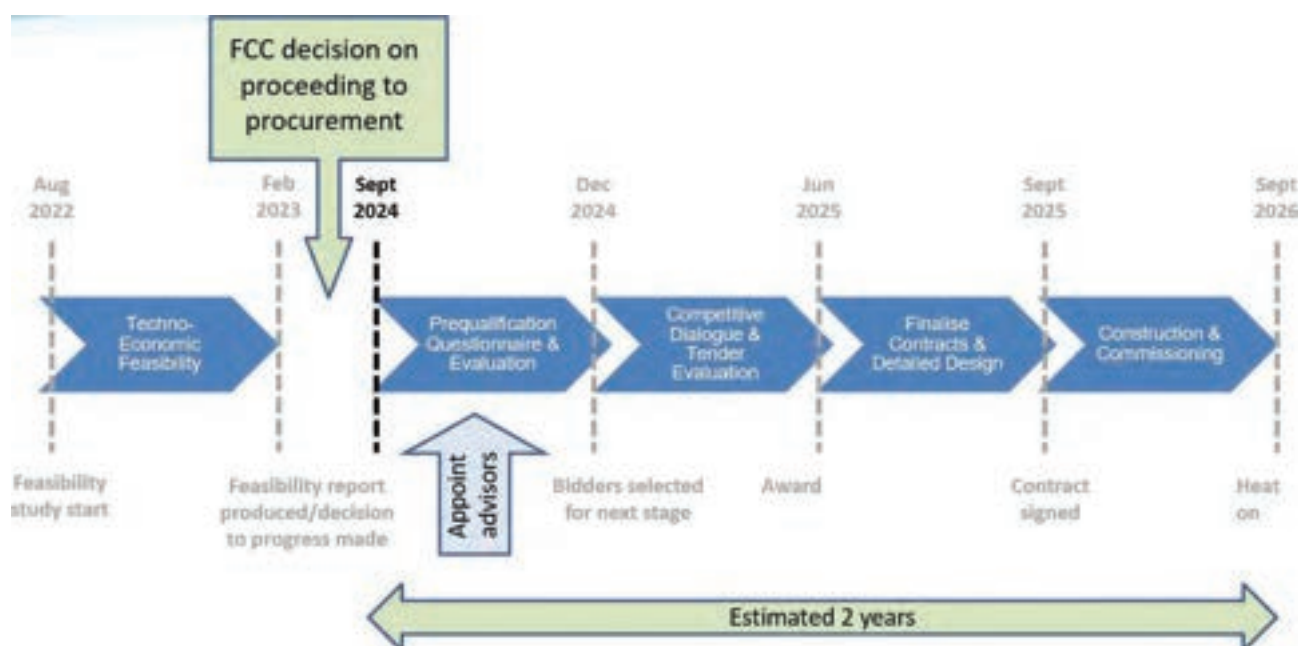 FCC decision on
proceeding to
procurement
Aug
2022
Feb
2023
Sept
2024
Dec
2024
Jun
2025
Sept
2025
Sept
2026
Techno-
Economic
Feasibility
Prequalification
Questionnaire &
Evaluation
Competitive
Dialogue &
Tender
Evaluation
Finalise
Contracts &
Detailed Design
Construction &
Commissioning
Feasibility
study start
Feasibility report
produced/decision
to progress made
Appoint
advisors
Bidders selected
for next stage
Award
Contract
signed
Heat
on
Estimated 2 years